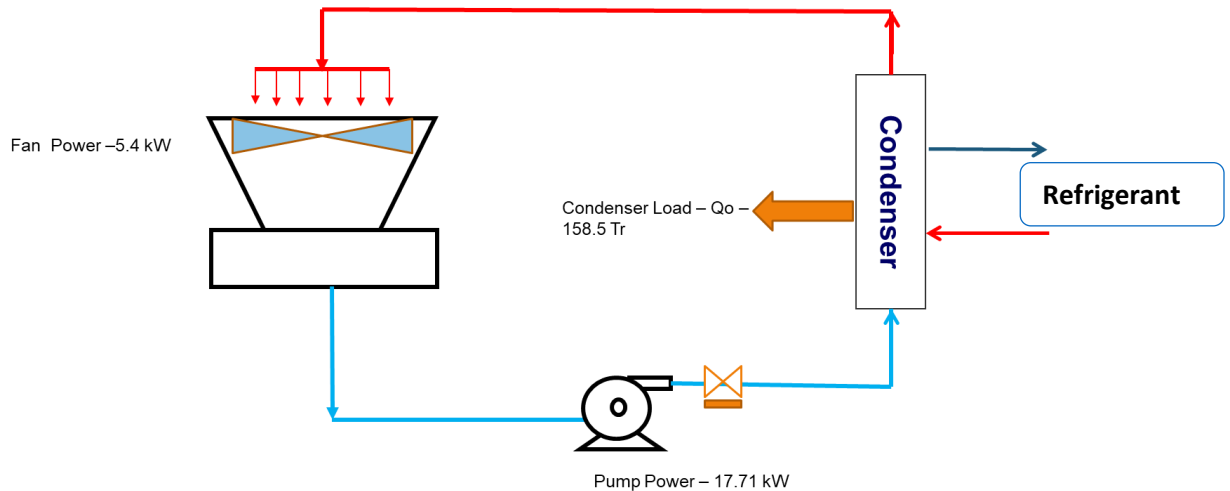 Fan Power –5.4 kW
Condenser
Refrigerant
Condenser Load – Qo –
158.5 Tr
Pump Power – 17.71 kW